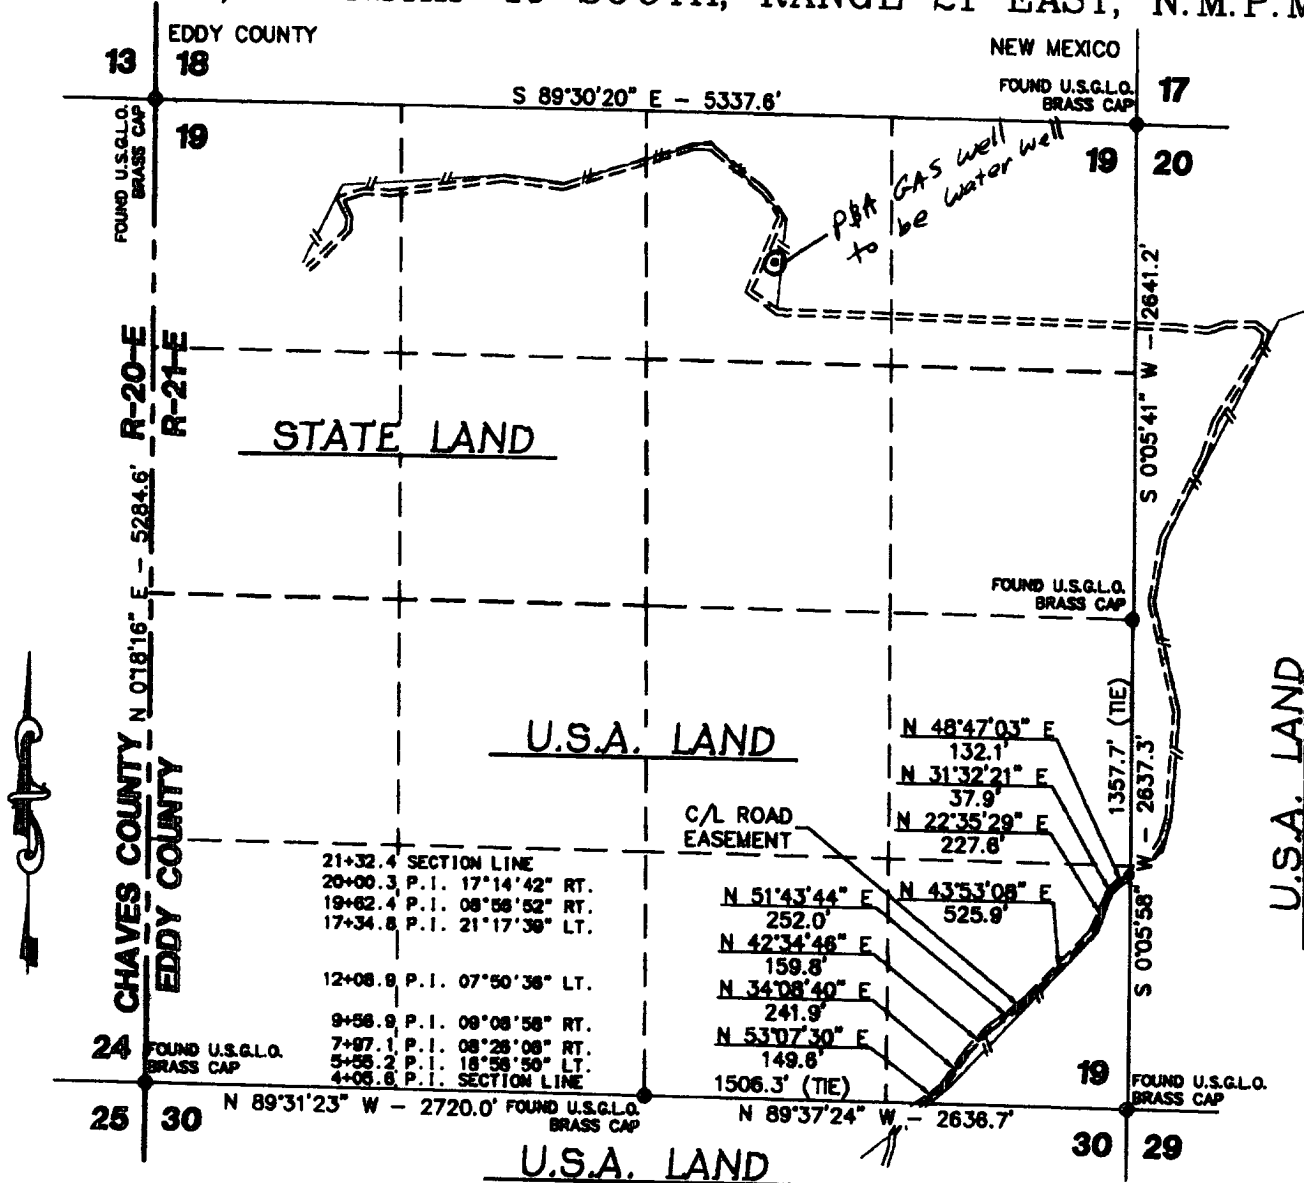 SOUTH, RANGE 21 EAST, N.M.P.M
EDDY COUNTY
NEW MEXICO
13 18
FOUND U.S.G.L.O.
BRASS CAP
17
S 89°30'20" E - 5337.6'
19
FOUND U.S.G.L.O.
BRASS CAP
19 20
P&A GAS well
to be water well
R-20-E
R-21-E
S 0°05'41" W - 2641.2'
STATE LAND
N 0°18'16" E - 5284.6'
FOUND U.S.G.L.O.
BRASS CAP
U.S.A. LAND
U.S.A. LAND
CHAVES COUNTY
EDDY COUNTY
1357.7' (TIE)
S 0°05'58" W - 2637.3'
N 48°47'03" E
132.1'
N 31°32'21" E
37.9'
N 22°35'29" E
227.6'
C/L ROAD
EASEMENT
N 43°53'08" E
525.9'
N 51°43'44" E
252.0'
N 42°34'46" E
159.8'
N 34°08'40" E
241.9'
N 53°07'30" E
149.6'
1506.3' (TIE)
21+32.4 SECTION LINE
20+00.3 P.I. 17°14'42" RT.
19+62.4 P.I. 08°56'52" RT.
17+34.8 P.I. 21°17'39" LT.
12+08.9 P.I. 07°50'36" LT.
9+56.9 P.I. 09°08'58" RT.
7+97.1 P.I. 08°26'06" RT.
5+55.2 P.I. 18°58'50" LT.
4+05.6 P.I. SECTION LINE
24
FOUND U.S.G.L.O.
BRASS CAP
19
FOUND U.S.G.L.O.
BRASS CAP
N 89°31'23" W - 2720.0'
FOUND U.S.G.L.O.
BRASS CAP
N 89°37'24" W - 2636.7'
25 30
30 29
U.S.A. LAND